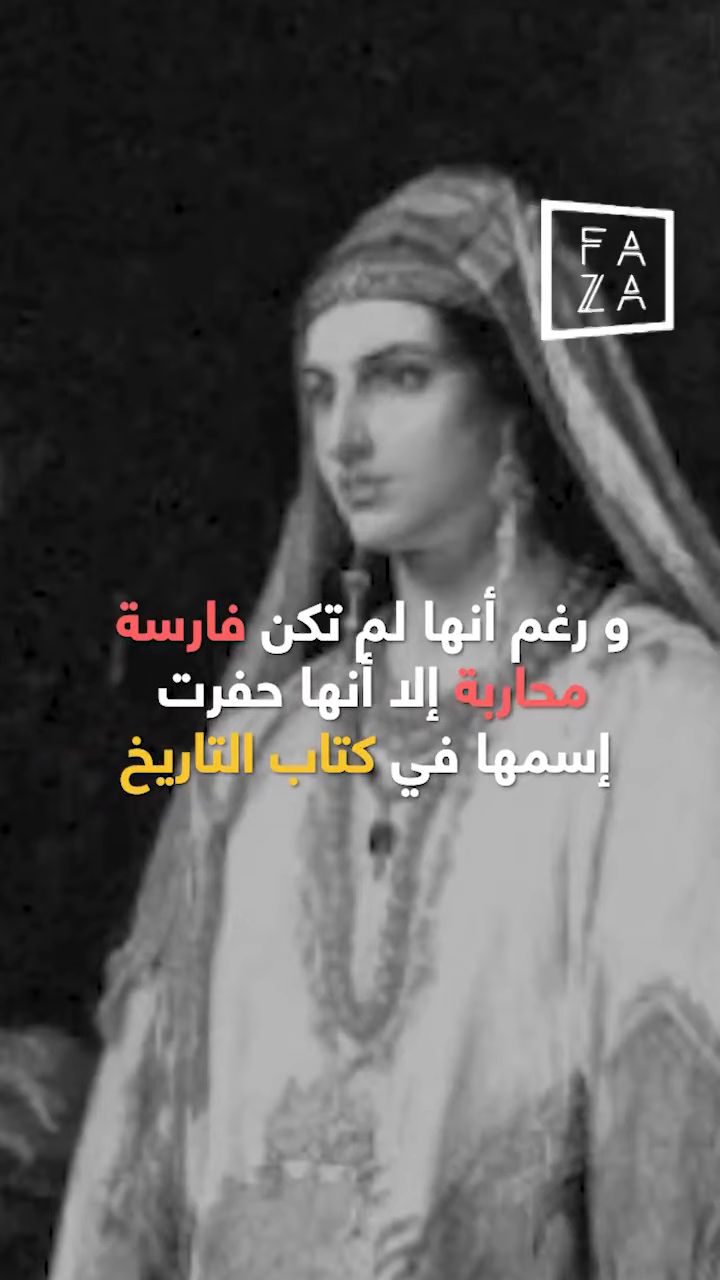 FA
ZA
و رغم أنها لم تكن فارسة
محاربة إلا أنها حفرت
إسمها في كتاب التاريخ